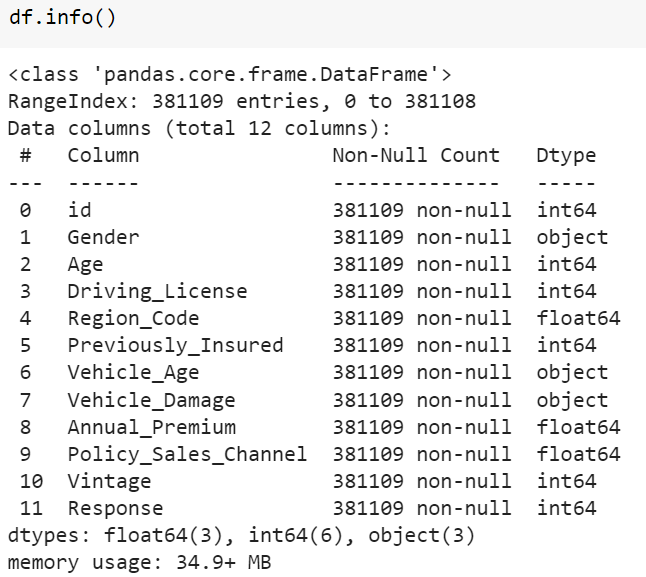 df.info()
<class 'pandas.core.frame.DataFrame'>
RangeIndex: 381109 entries, 0 to 381108
Data columns (total 12 columns):
 #   Column                Non-Null Count   Dtype
---  ------                --------------   -----
 0   id                    381109 non-null  int64
 1   Gender                381109 non-null  object
 2   Age                   381109 non-null  int64
 3   Driving_License       381109 non-null  int64
 4   Region_Code           381109 non-null  float64
 5   Previously_Insured    381109 non-null  int64
 6   Vehicle_Age           381109 non-null  object
 7   Vehicle_Damage        381109 non-null  object
 8   Annual_Premium        381109 non-null  float64
 9   Policy_Sales_Channel  381109 non-null  float64
 10  Vintage               381109 non-null  int64
 11  Response              381109 non-null  int64
dtypes: float64(3), int64(6), object(3)
memory usage: 34.9+ MB